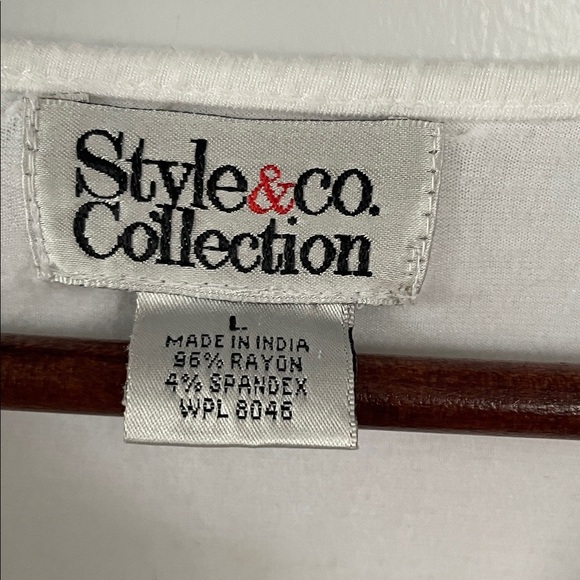 Style&co.
Collection
L
MADE IN INDIA
96% RAYON
4% SPANDEX
WPL 8046